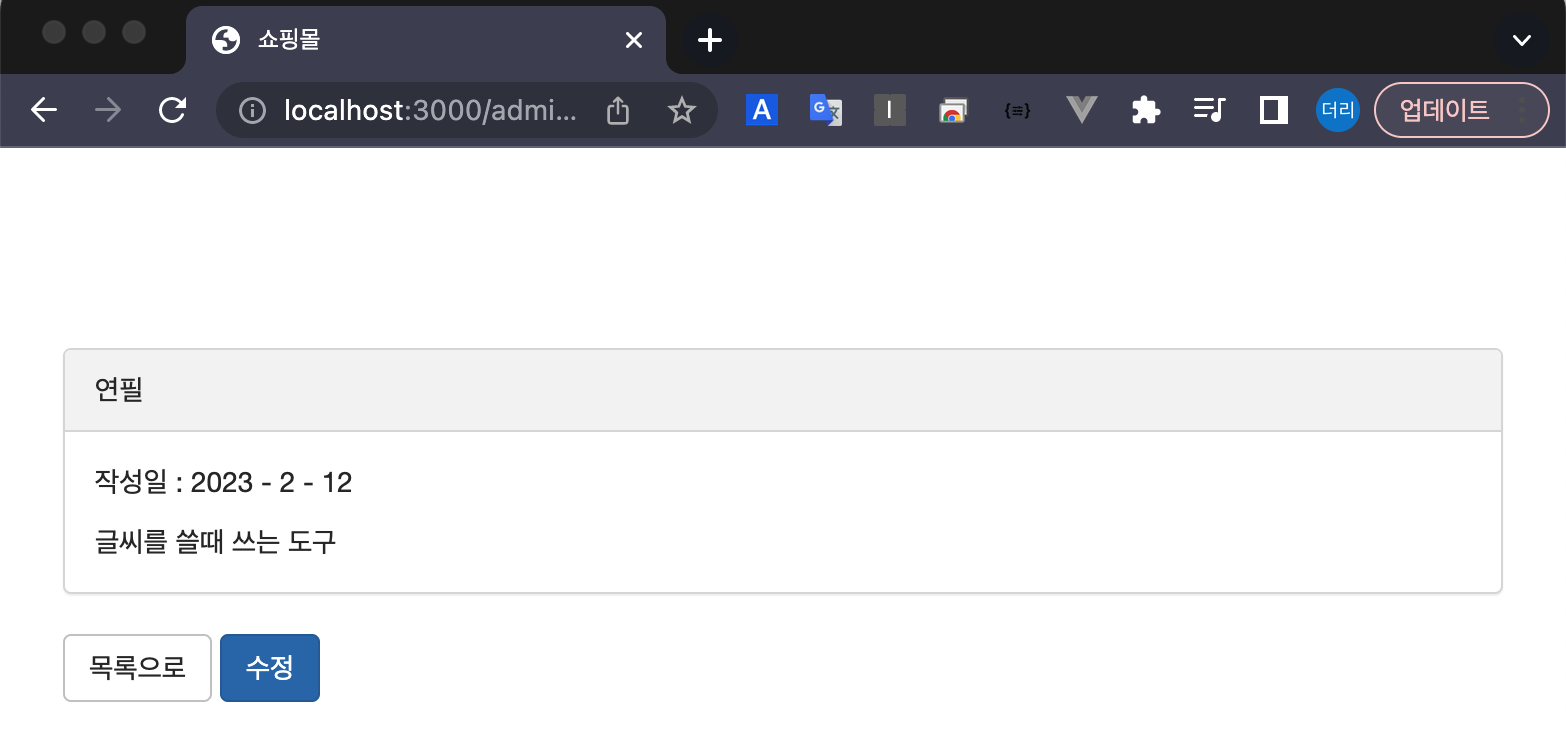 쇼핑몰
localhost:3000/admi...
A
G 文
I
{≡}
더리
업데이트
연필
작성일 : 2023 - 2 - 12
글씨를 쓸때 쓰는 도구
목록으로
수정